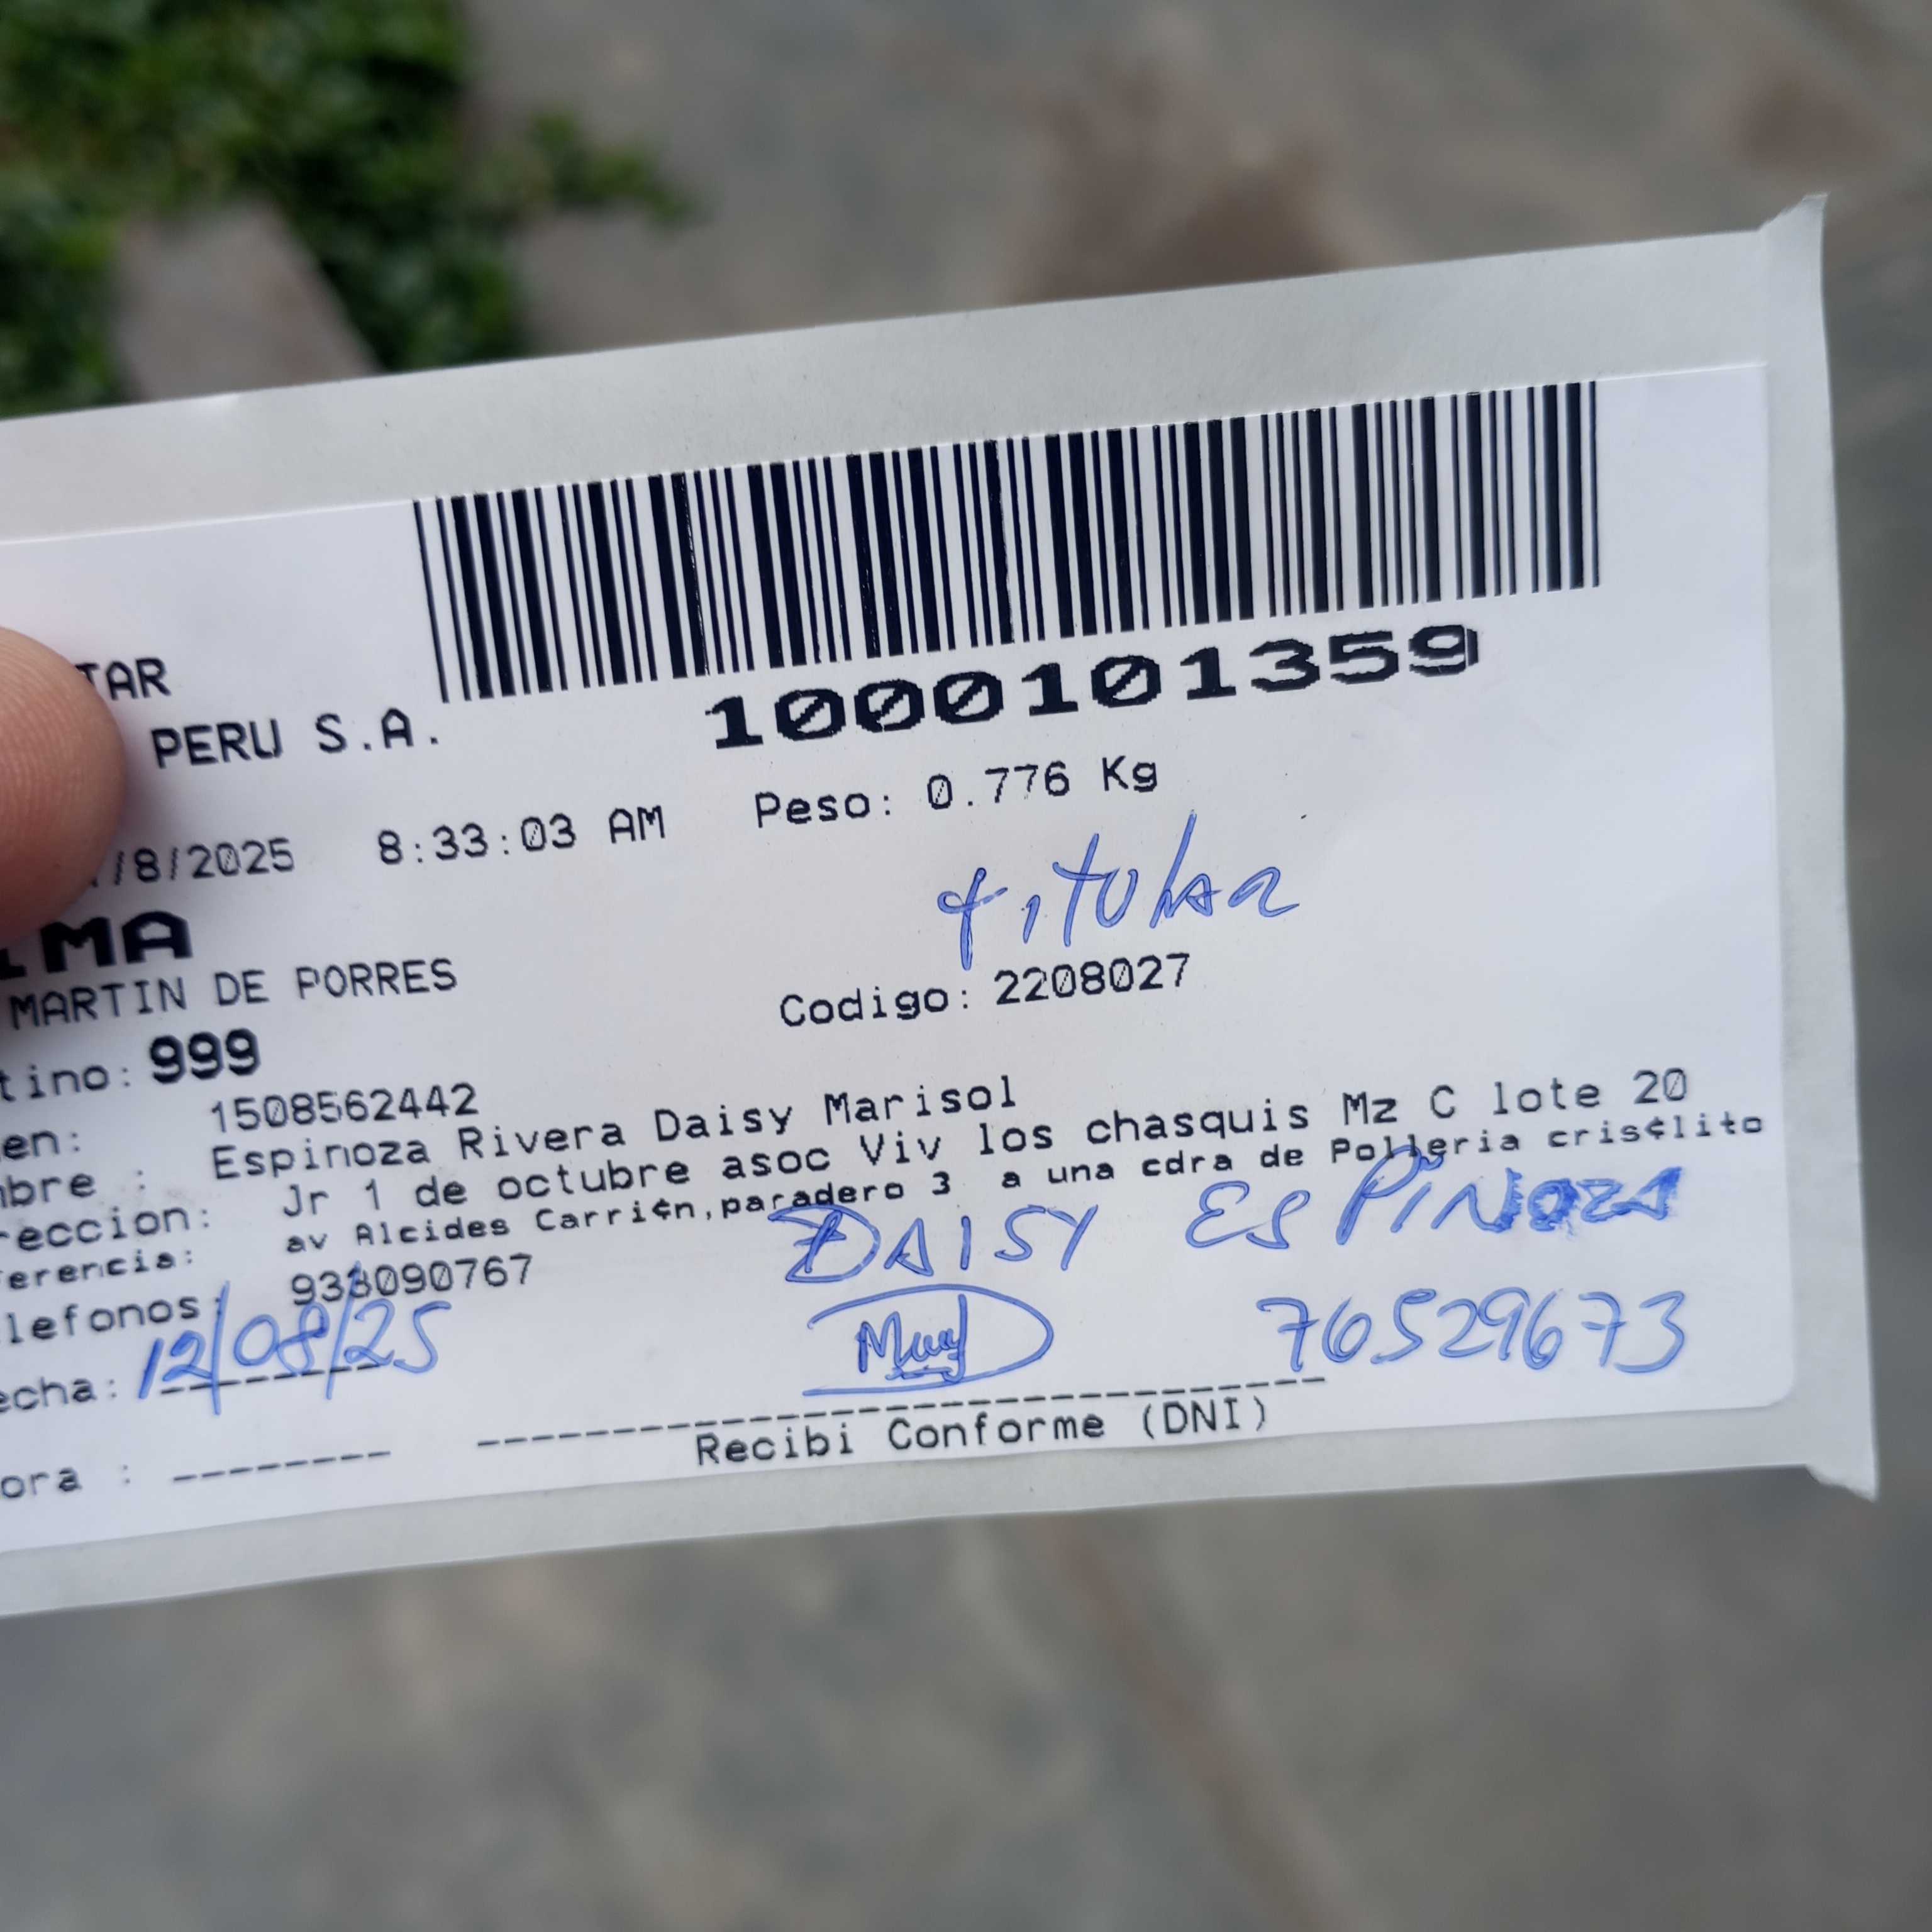 TAR
PERU S.A.
1000101359
/8/2025 8:33:03 AM Peso: 0.776 Kg
titular
MA
MARTIN DE PORRES
Codigo: 2208027
tino: 999
en: 1508562442
bre : Espinoza Rivera Daisy Marisol
reccion: Jr 1 de octubre asoc Viv los chasquis Mz C lote 20
ferencia: av Alcides Carri¢n,paradero 3 a una cdra de Polleria cris¢lito
lefonos: 933090767
DAISY ESPINOZA
echa: 12/08/25
76529673
Recibi Conforme (DNI)
ora :